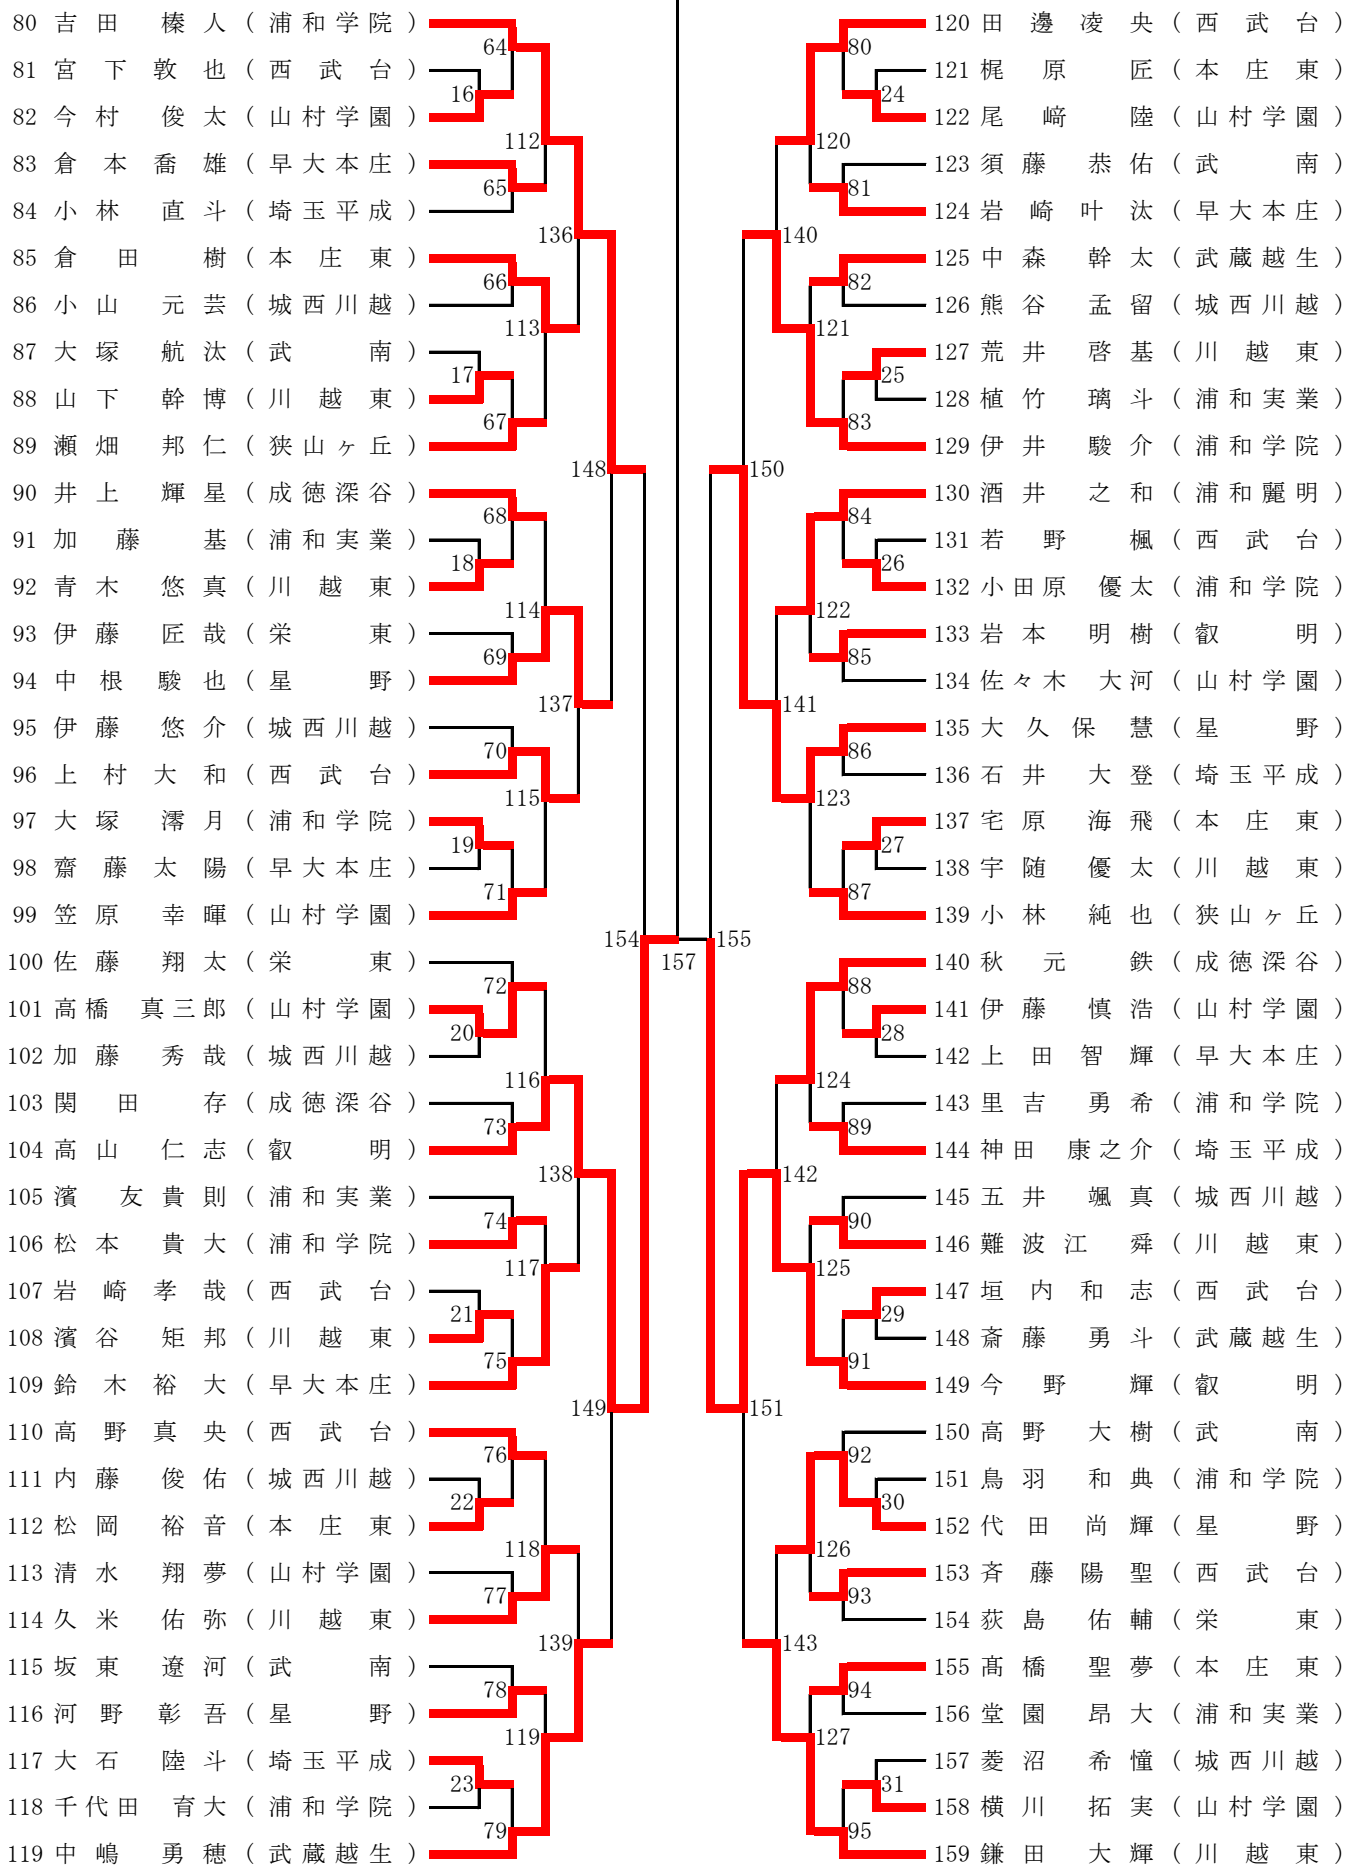 80 吉田 榛人 (浦和学院)
81 宮下敦也 (西武台)
82 今村 俊太 (山村学園)
83 倉本喬雄 (早大本庄)
84 小林 直斗 (埼玉平成)
85 倉田 樹 (本庄東)
86 小山 元芸 (城西川越)
87 大塚 航汰 (武南)
88 山下 幹博 (川越東)
89 瀬畑 邦仁 (狭山ヶ丘)
90 井上 輝星 (成徳深谷)
91 加藤 基 (浦和実業)
92 青木 悠真 (川越東)
93 伊藤 匠哉 (栄東)
94 中根 駿也 (星野)
95 伊藤 悠介 (城西川越)
96 上村大和 (西武台)
97 大塚 澪月 (浦和学院)
98 齋藤太陽 (早大本庄)
99 笠原 幸暉 (山村学園)
100 佐藤 翔太 (栄東)
101 高橋 真三郎 (山村学園)
102 加藤 秀哉 (城西川越)
103 関田 存 (成徳深谷)
104 高山 仁志 (叡明)
105 濱 友貴則 (浦和実業)
106 松本 貴大 (浦和学院)
107 岩崎孝哉 (西武台)
108 濱谷 矩邦 (川越東)
109 鈴木裕大 (早大本庄)
110 高野真央 (西武台)
111 内藤 俊佑 (城西川越)
112 松岡 裕音 (本庄東)
113 清水 翔夢 (山村学園)
114 久米 佑弥 (川越東)
115 坂東 遼河 (武南)
116 河野彰吾 (星野)
117 大石 陸斗 (埼玉平成)
118 千代田 育大 (浦和学院)
119 中嶋 勇穂 (武蔵越生)
64
16
112
65
136
66
113
17
67
148
68
18
114
69
137
70
115
19
71
154
72
20
116
73
138
74
117
21
75
149
76
22
118
77
139
78
119
23
79
157
80
24
120
81
140
82
121
25
83
150
84
26
122
85
141
86
123
27
87
155
88
28
124
89
142
90
125
29
91
151
92
30
126
93
143
94
127
31
95
120 田邊凌央 (西武台)
121 梶原 匠 (本庄東)
122 尾﨑 陸 (山村学園)
123 須藤 恭佑 (武南)
124 岩崎叶汰 (早大本庄)
125 中森 幹太 (武蔵越生)
126 熊谷 孟留 (城西川越)
127 荒井 啓基 (川越東)
128 植竹 璃斗 (浦和実業)
129 伊井 駿介 (浦和学院)
130 酒井 之和 (浦和麗明)
131 若野 楓 (西武台)
132 小田原 優太 (浦和学院)
133 岩本 明樹 (叡明)
134 佐々木 大河 (山村学園)
135 大久保 慧 (星野)
136 石井 大登 (埼玉平成)
137 宅原 海飛 (本庄東)
138 宇随 優太 (川越東)
139 小林 純也 (狭山ヶ丘)
140 秋元 鉄 (成徳深谷)
141 伊藤 慎浩 (山村学園)
142 上田智輝 (早大本庄)
143 里吉 勇希 (浦和学院)
144 神田 康之介 (埼玉平成)
145 五井 颯真 (城西川越)
146 難波江 舜 (川越東)
147 垣内和志 (西武台)
148 斎藤 勇斗 (武蔵越生)
149 今野 輝 (叡明)
150 高野 大樹 (武南)
151 鳥羽 和典 (浦和学院)
152 代田尚輝 (星野)
153 斉藤陽聖 (西武台)
154 荻島 佑輔 (栄東)
155 髙橋 聖夢 (本庄東)
156 堂園 昂大 (浦和実業)
157 菱沼 希憧 (城西川越)
158 横川 拓実 (山村学園)
159 鎌田 大輝 (川越東)